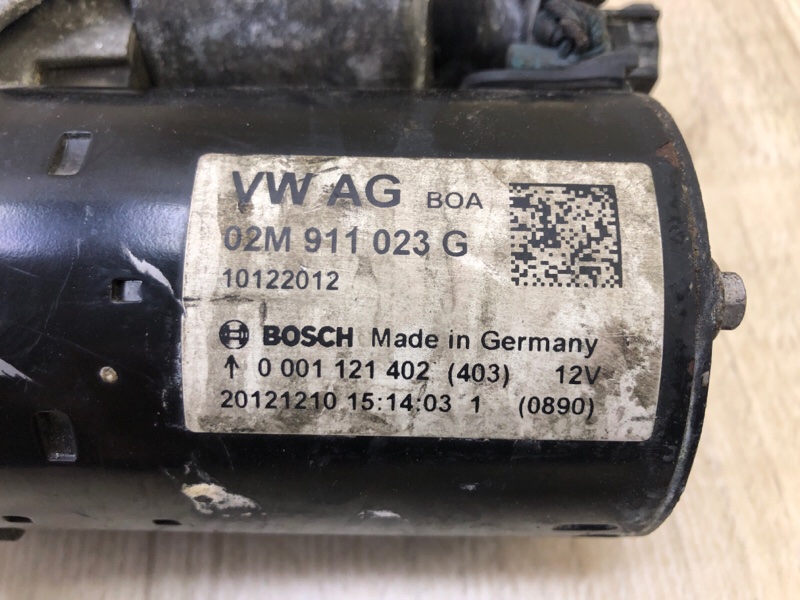 VW AG BOA
02M 911 023 G
10122012
BOSCH Made in Germany
↑ 0 001 121 402 (403) 12V
20121210 15:14:03 1 (0890)